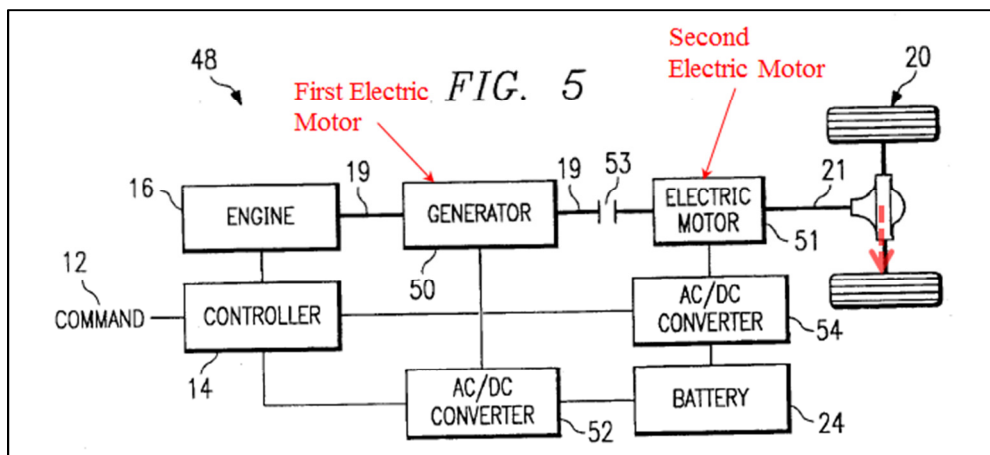 48
First Electric
Motor
FIG. 5
Second
Electric Motor
20
16
ENGINE
19
GENERATOR
50
19
53
ELECTRIC
MOTOR
51
21
12
COMMAND
CONTROLLER
14
AC/DC
CONVERTER
54
AC/DC
CONVERTER
52
BATTERY
24